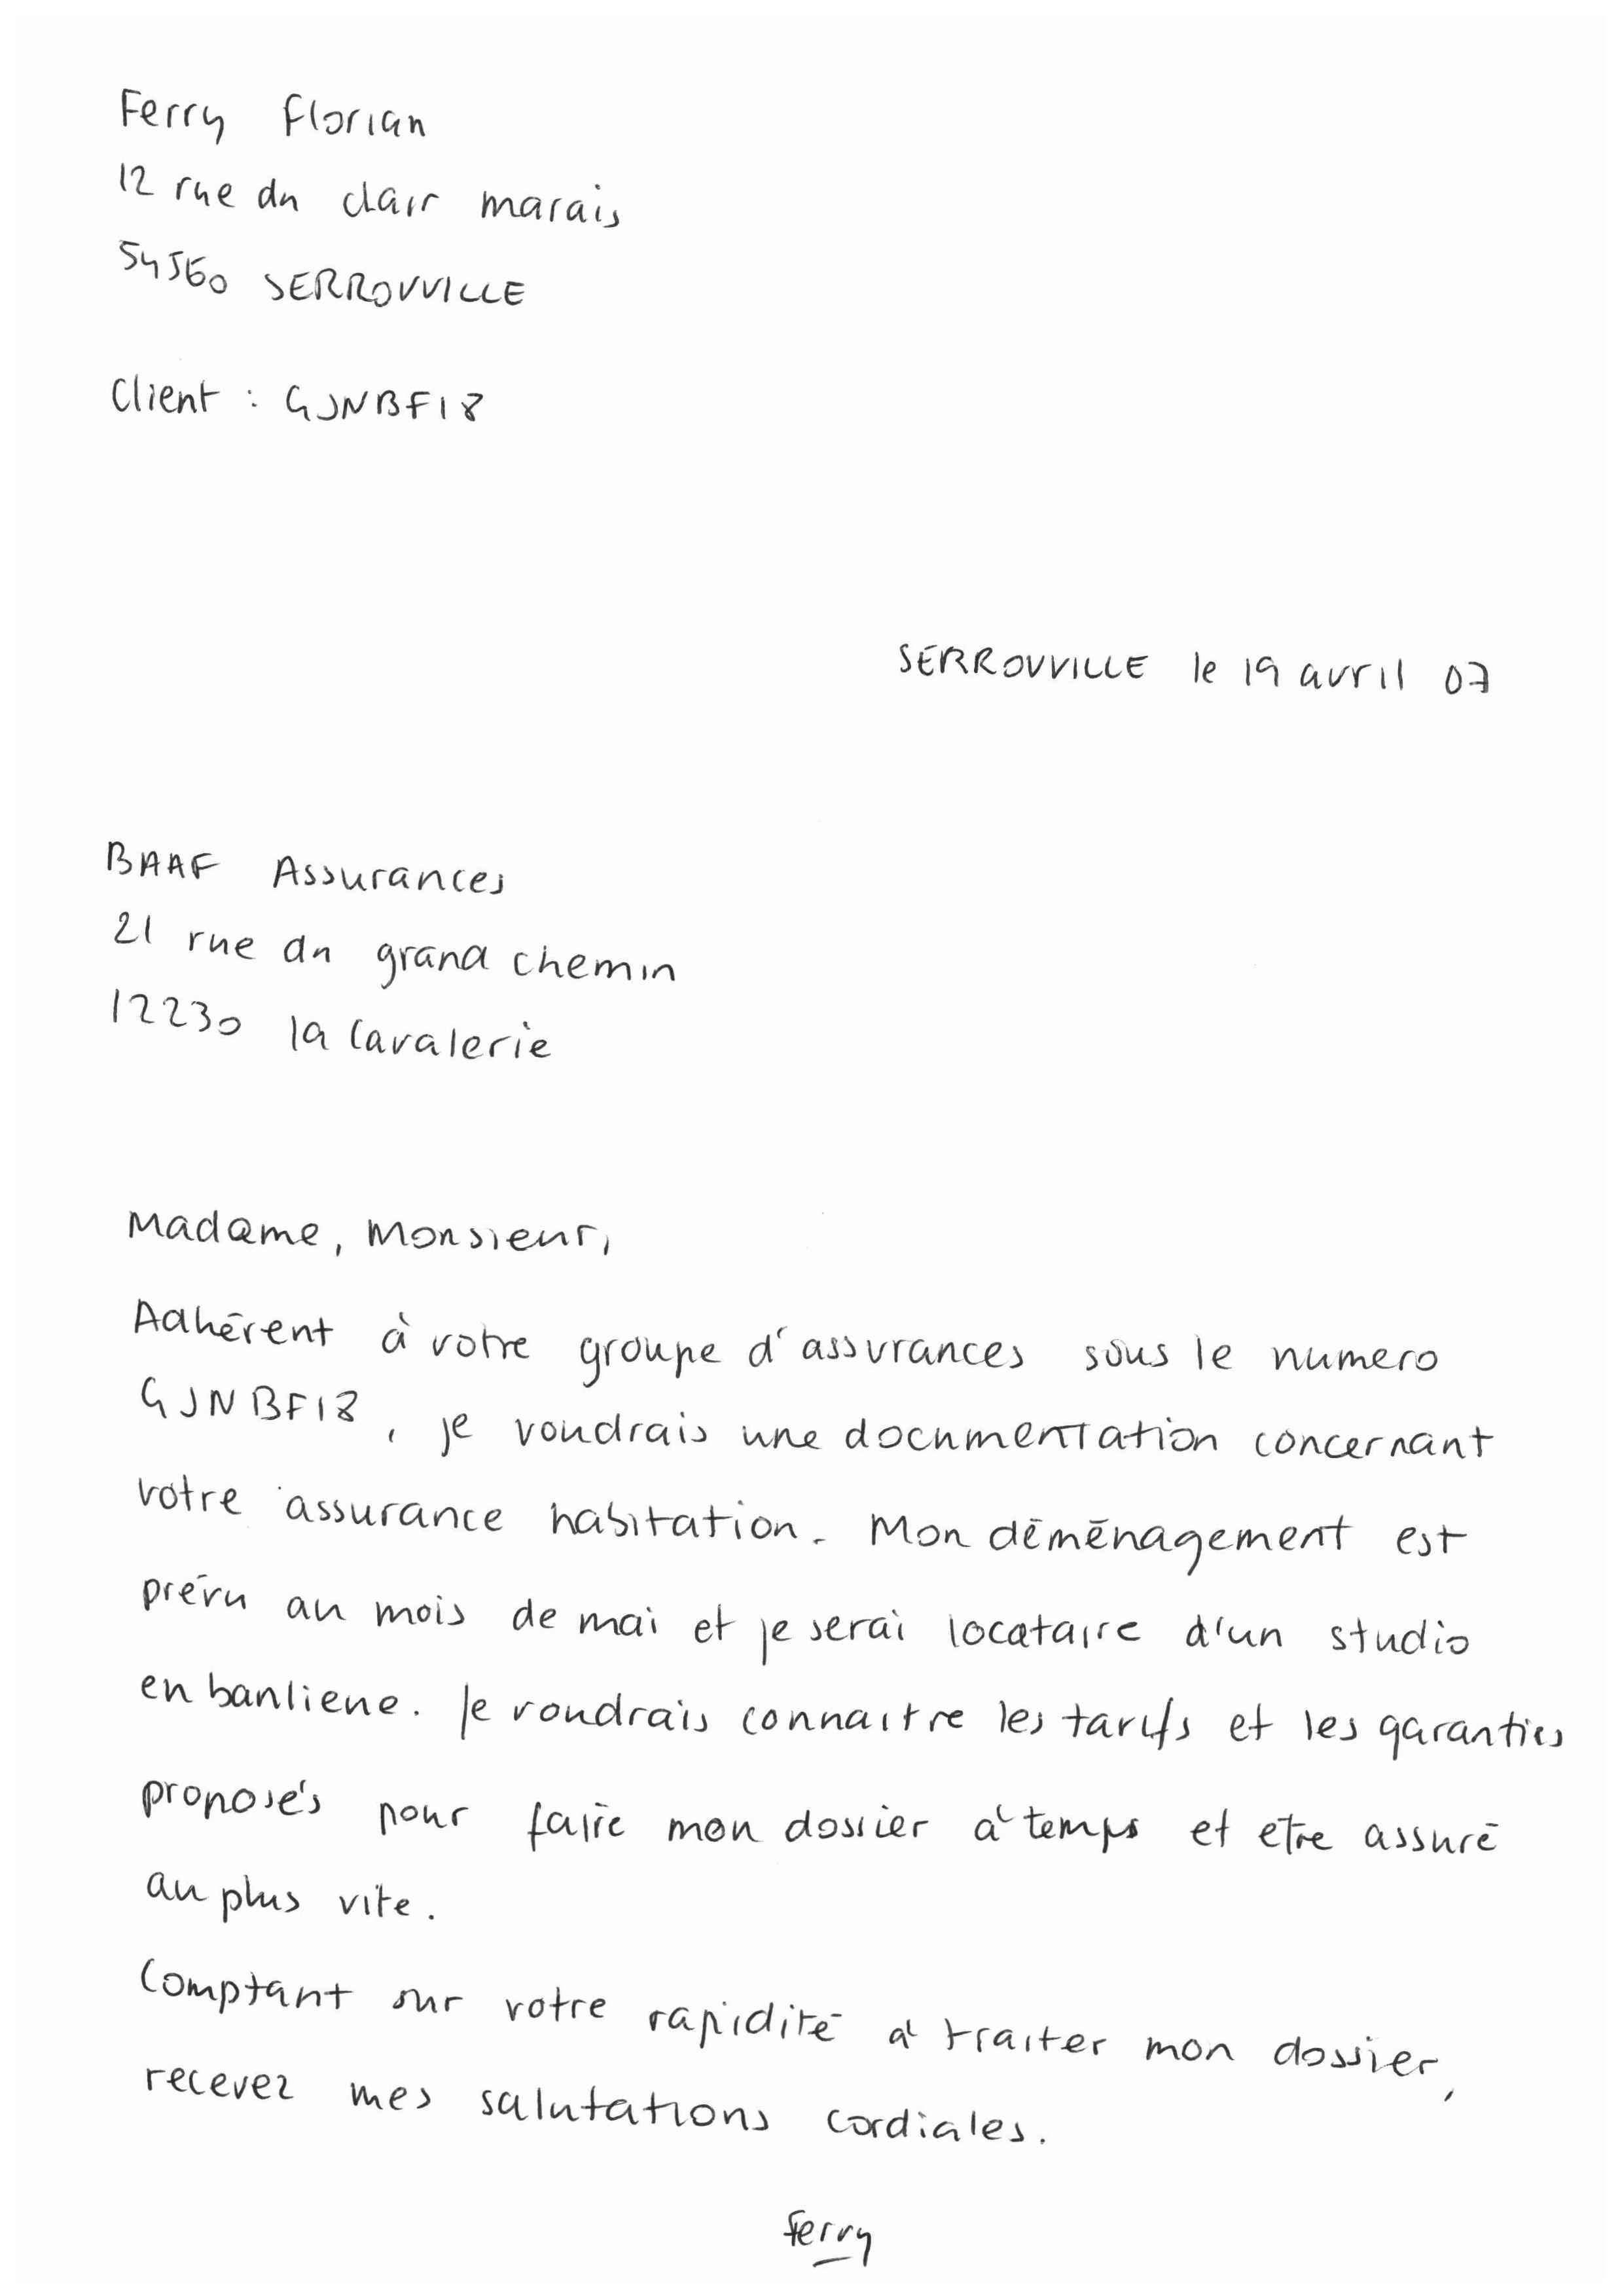 Ferry Florian
12 rue du clair marais
54560 SERROUVILLE
Client : GJNBF18
SERROUVILLE le 19 avril 07
BAAF Assurances
21 rue du grand chemin
12230 la Cavalerie
Madame, Monsieur,
Adhérent à votre groupe d'assurances sous le numero
GJNBF18, je voudrais une documentation concernant
votre assurance habitation. Mon déménagement est
prévu au mois de mai et je serai locataire d'un studio
en banlieue. Je voudrais connaitre les tarifs et les garanties
proposés pour faire mon dossier à temps et etre assuré
au plus vite.
Comptant sur votre rapidité à traiter mon dossier,
recevez mes salutations cordiales.
Ferry